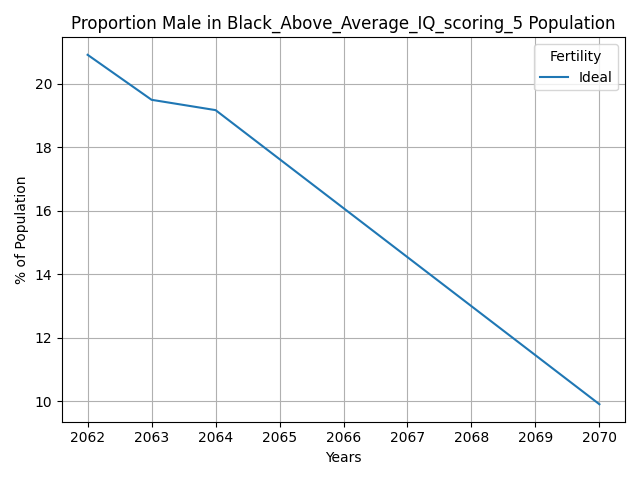 Proportion Male in Black_Above_Average_IQ_scoring_5 Population
Fertility
Ideal
% of Population
20
18
16
14
12
10
2062 2063 2064 2065 2066 2067 2068 2069 2070
Years